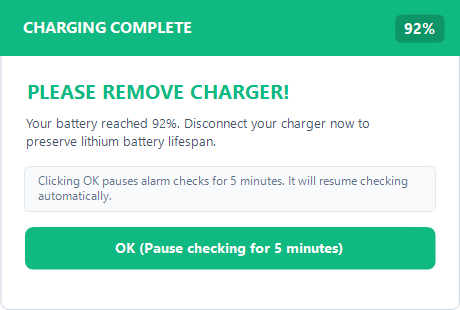 CHARGING COMPLETE
92%
PLEASE REMOVE CHARGER!
Your battery reached 92%. Disconnect your charger now to
preserve lithium battery lifespan.
Clicking OK pauses alarm checks for 5 minutes. It will resume checking
automatically.
OK (Pause checking for 5 minutes)